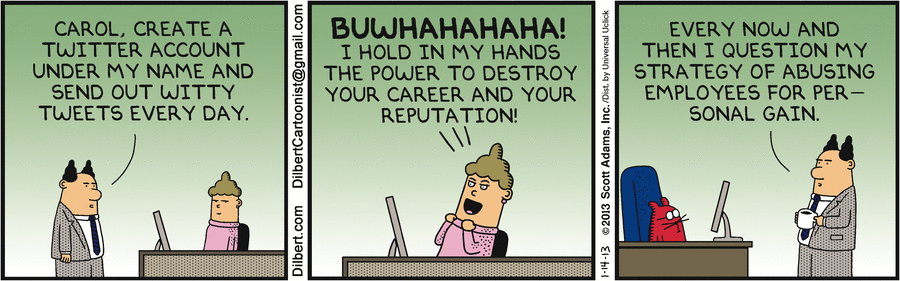 CAROL, CREATE A
TWITTER ACCOUNT
UNDER MY NAME AND
SEND OUT WITTY
TWEETS EVERY DAY.
Dilbert.com DilbertCartoonist@gmail.com
BUWHAHAHAHA!
I HOLD IN MY HANDS
THE POWER TO DESTROY
YOUR CAREER AND YOUR
REPUTATION!
1-14-13 ©2013 Scott Adams, Inc. /Dist. by Universal Uclick
EVERY NOW AND
THEN I QUESTION MY
STRATEGY OF ABUSING
EMPLOYEES FOR PER-
SONAL GAIN.